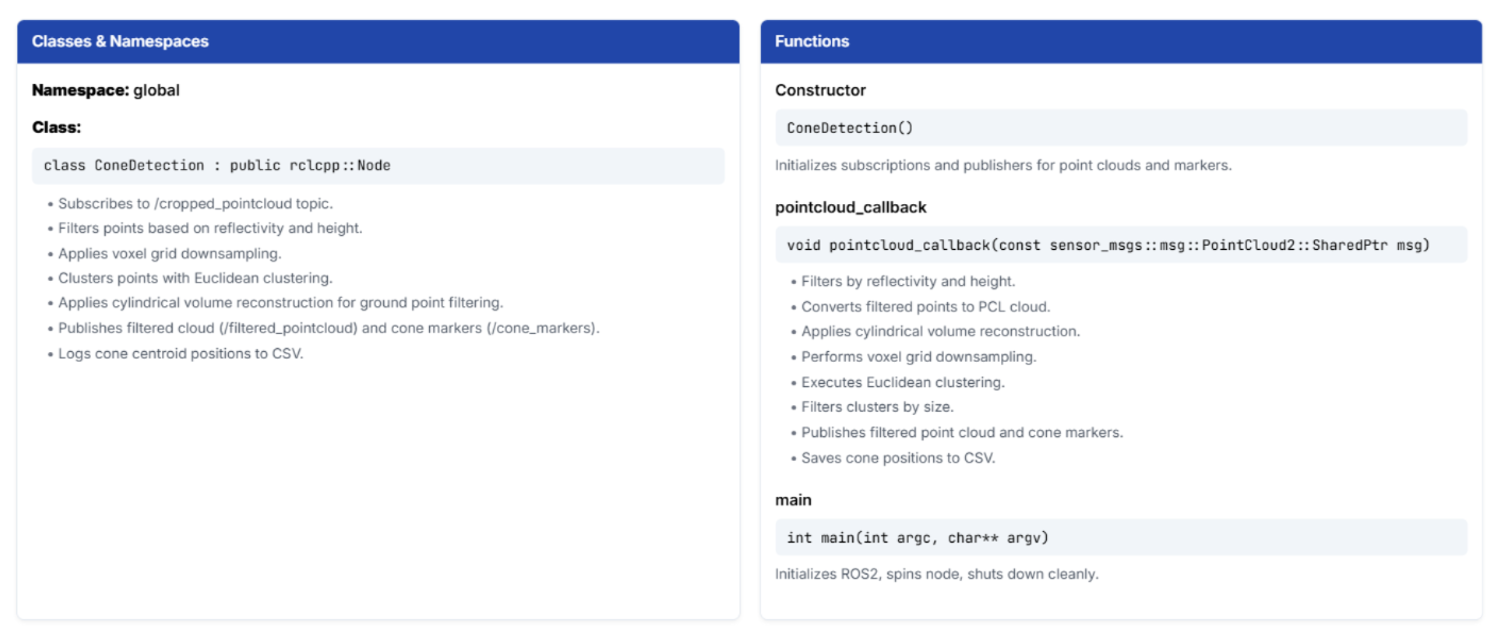 Classes & Namespaces
Namespace: global
Class:
class ConeDetection : public rclcpp::Node
• Subscribes to /cropped_pointcloud topic.
• Filters points based on reflectivity and height.
• Applies voxel grid downsampling.
• Clusters points with Euclidean clustering.
• Applies cylindrical volume reconstruction for ground point filtering.
• Publishes filtered cloud (/filtered_pointcloud) and cone markers (/cone_markers).
• Logs cone centroid positions to CSV.
Functions
Constructor
ConeDetection()
Initializes subscriptions and publishers for point clouds and markers.
pointcloud_callback
void pointcloud_callback(const sensor_msgs::msg::PointCloud2::SharedPtr msg)
• Filters by reflectivity and height.
• Converts filtered points to PCL cloud.
• Applies cylindrical volume reconstruction.
• Performs voxel grid downsampling.
• Executes Euclidean clustering.
• Filters clusters by size.
• Publishes filtered point cloud and cone markers.
• Saves cone positions to CSV.
main
int main(int argc, char** argv)
Initializes ROS2, spins node, shuts down cleanly.